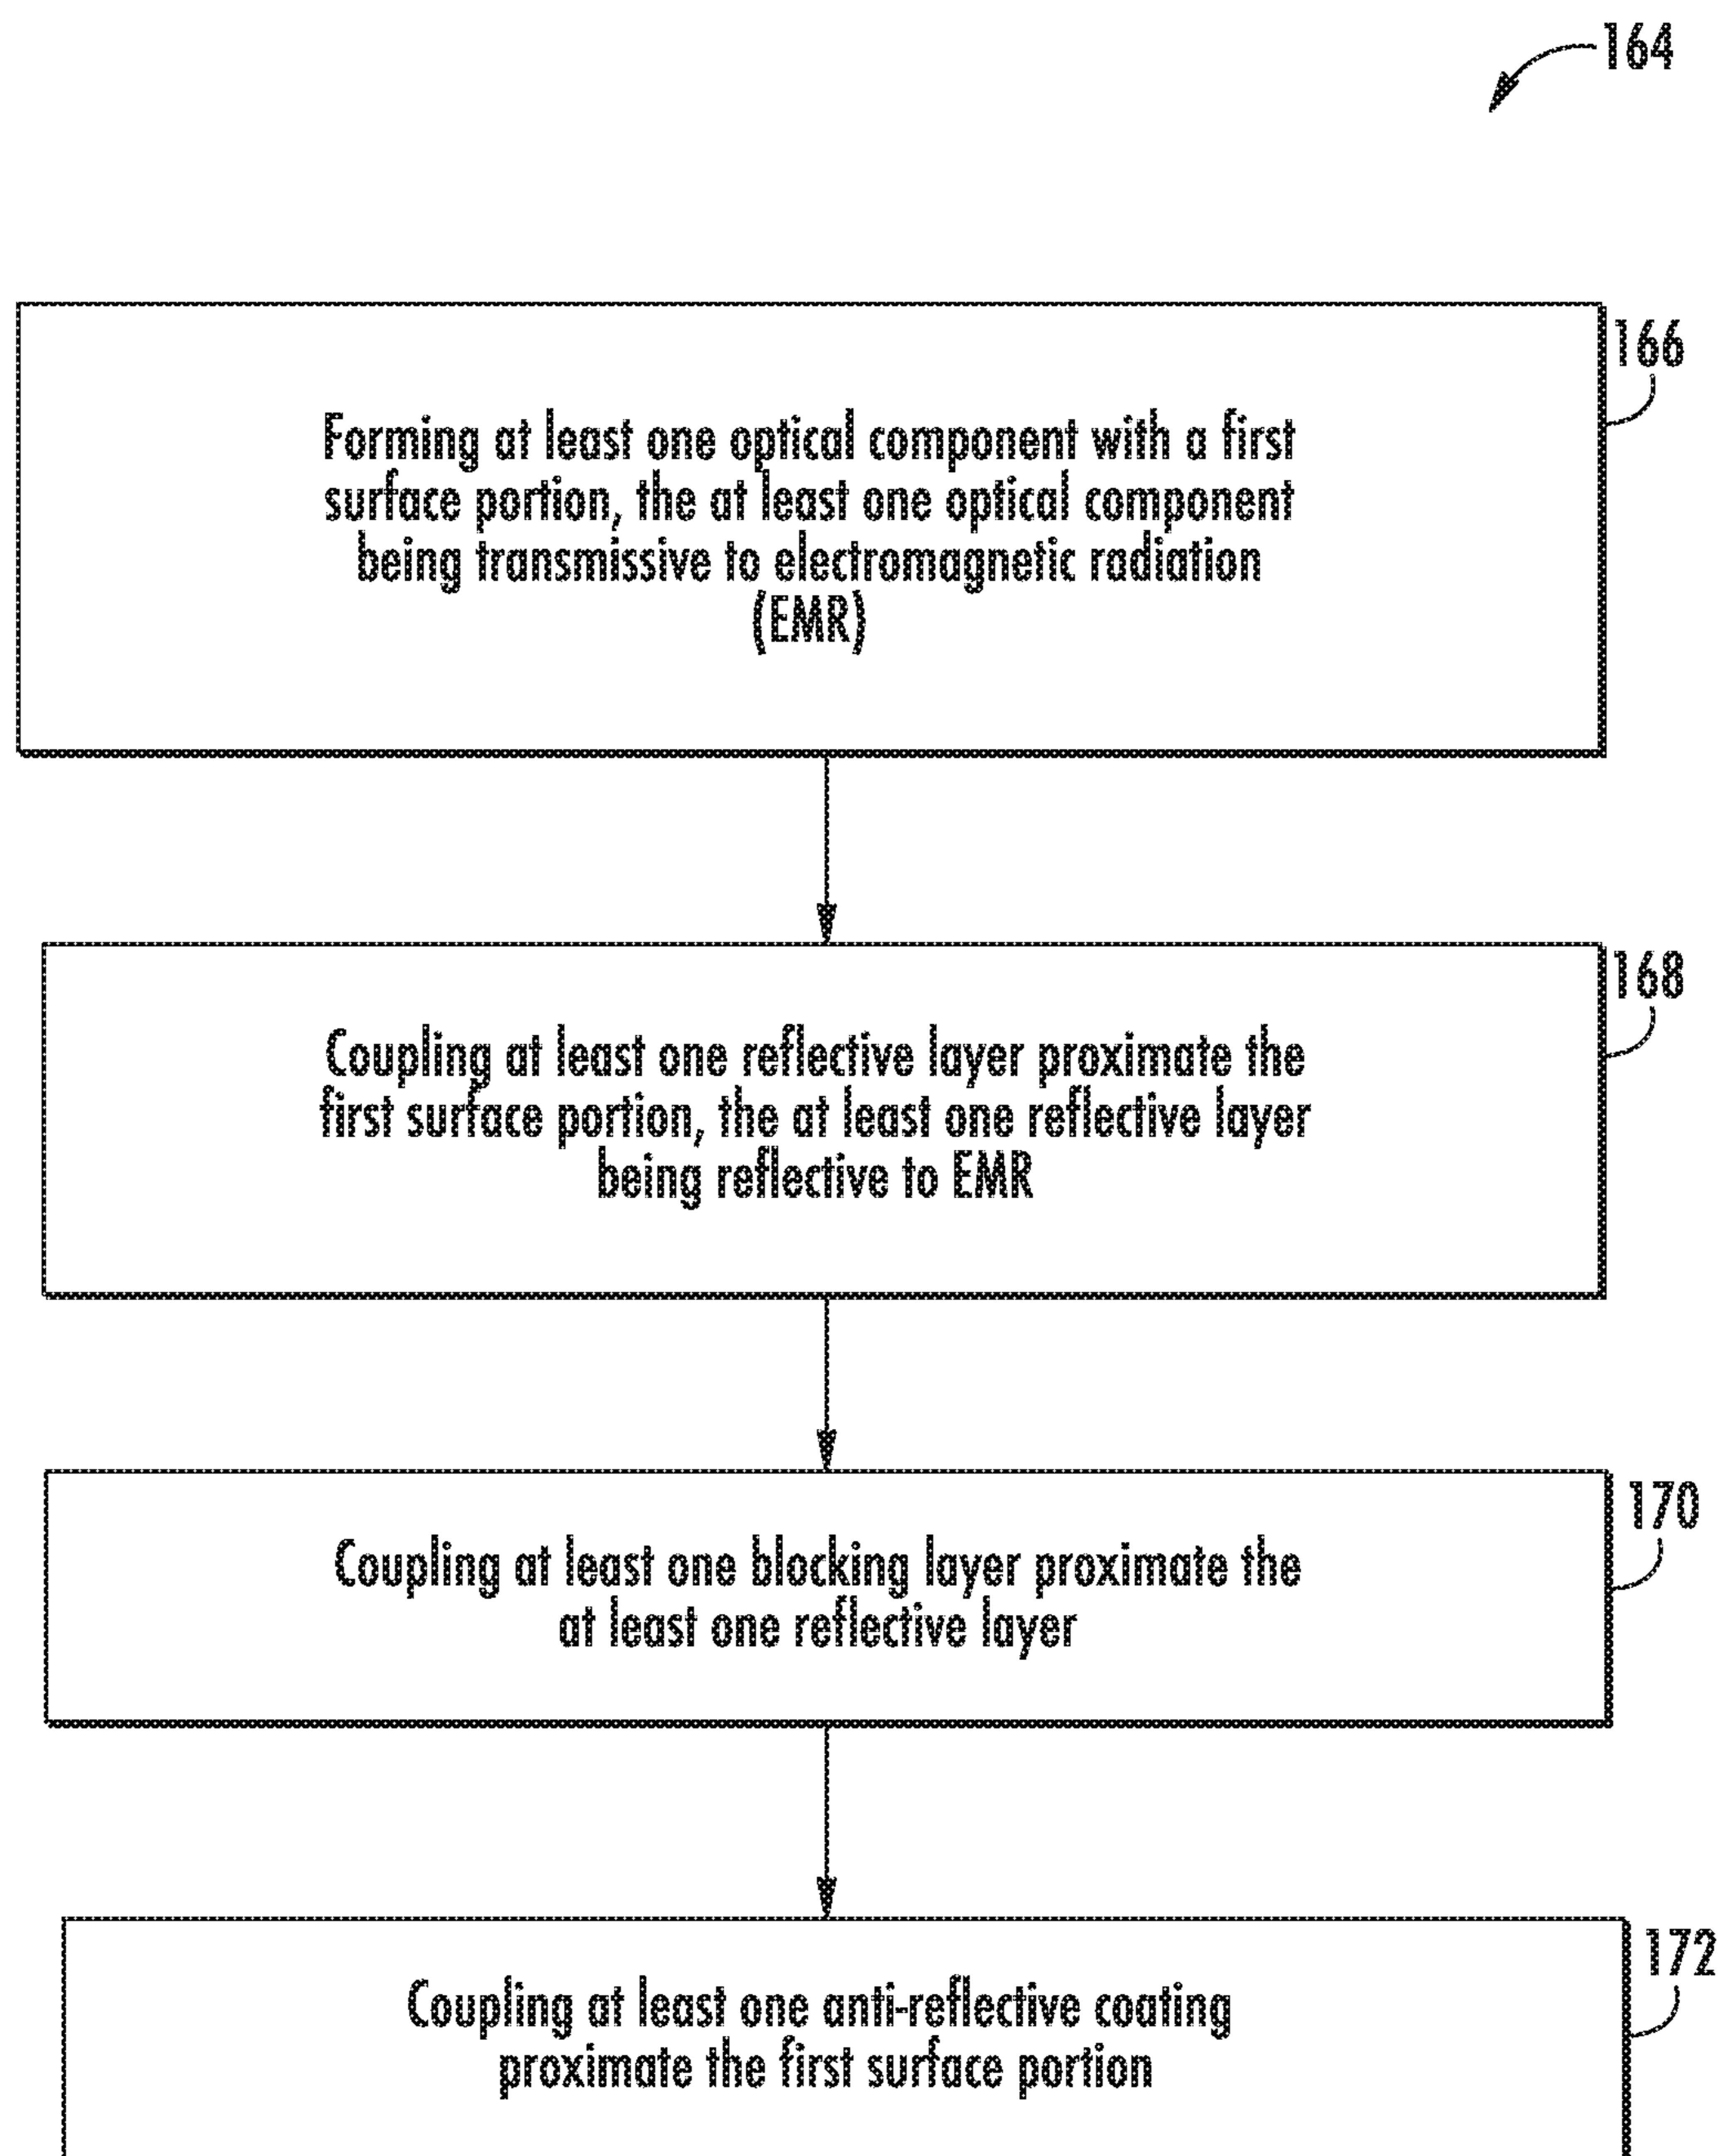 164
166
Forming at least one optical component with a first
surface portion, the at least one optical component
being transmissive to electromagnetic radiation
(EMR)
168
Coupling at least one reflective layer proximate the
first surface portion, the at least one reflective layer
being reflective to EMR
170
Coupling at least one blocking layer proximate the
at least one reflective layer
172
Coupling at least one anti-reflective coating
proximate the first surface portion